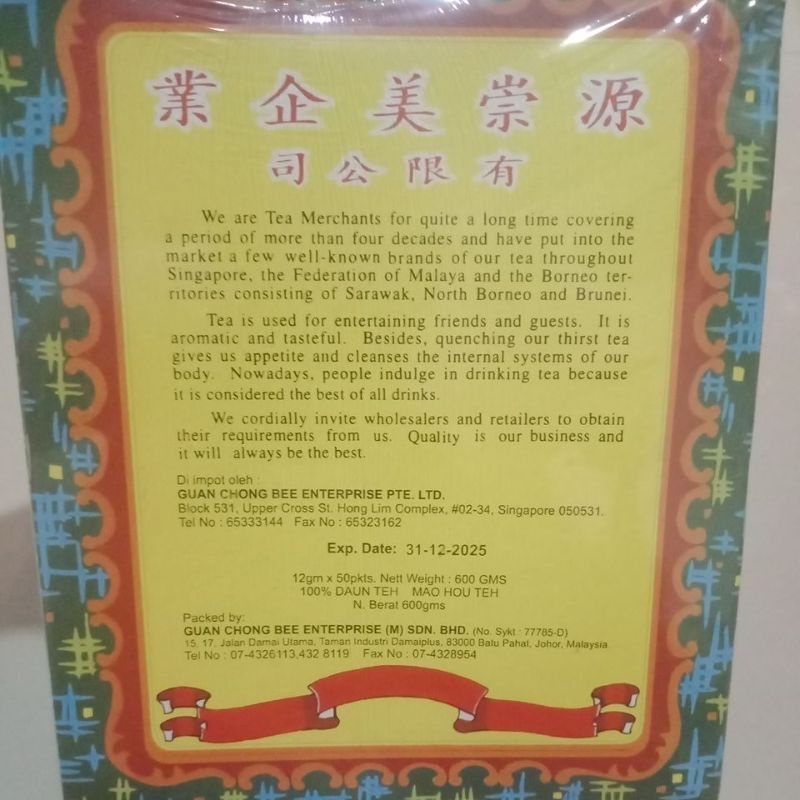 源崇美企業
有限公司
We are Tea Merchants for quite a long time covering
a period of more than four decades and have put into the
market a few well-known brands of our tea throughout
Singapore, the Federation of Malaya and the Borneo ter-
rritories consisting of Sarawak, North Borneo and Brunei.
Tea is used for entertaining friends and guests. It is
aromatic and tasteful. Besides, quenching our thirst tea
gives us appetite and cleanses the internal systems of our
body. Nowadays, people indulge in drinking tea because
it is considered the best of all drinks.
We cordially invite wholesalers and retailers to obtain
their requirements from us. Quality is our business and
it will always be the best.
Di impot oleh :
GUAN CHONG BEE ENTERPRISE PTE. LTD.
Block 531, Upper Cross St. Hong Lim Complex, #02-34, Singapore 050531.
Tel No : 65333144 Fax No : 65323162
Exp. Date: 31-12-2025
12gm x 50pkts. Nett Weight : 600 GMS
100% DAUN TEH MAO HOU TEH
N. Berat 600gms
Packed by:
GUAN CHONG BEE ENTERPRISE (M) SDN. BHD. (No. Sykt : 77785-D)
15, 17, Jalan Damai Utama, Taman Industri Damaiplus, 83000 Batu Pahat, Johor, Malaysia.
Tel No : 07-4326113,432 8119 Fax No : 07-4328954